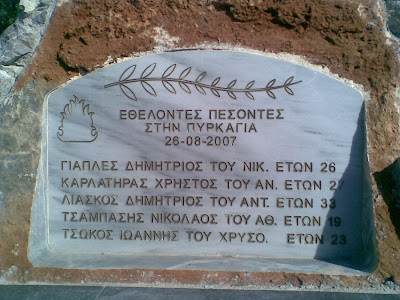 ΕΘΕΛΟΝΤΕΣ ΠΕΣΟΝΤΕΣ
ΣΤΗΝ ΠΥΡΚΑΓΙΑ
26-08-2007
ΓΙΑΠΛΕΣ ΔΗΜΗΤΡΙΟΣ ΤΟΥ ΝΙΚ. ΕΤΩΝ 26
ΚΑΡΛΑΤΗΡΑΣ ΧΡΗΣΤΟΣ ΤΟΥ ΑΝ. ΕΤΩΝ 27
ΛΙΑΣΚΟΣ ΔΗΜΗΤΡΙΟΣ ΤΟΥ ΑΝΤ. ΕΤΩΝ 33
ΤΣΑΜΠΑΣΗΣ ΝΙΚΟΛΑΟΣ ΤΟΥ ΑΘ. ΕΤΩΝ 19
ΤΣΩΚΟΣ ΙΩΑΝΝΗΣ ΤΟΥ ΧΡΥΣΟ. ΕΤΩΝ 23